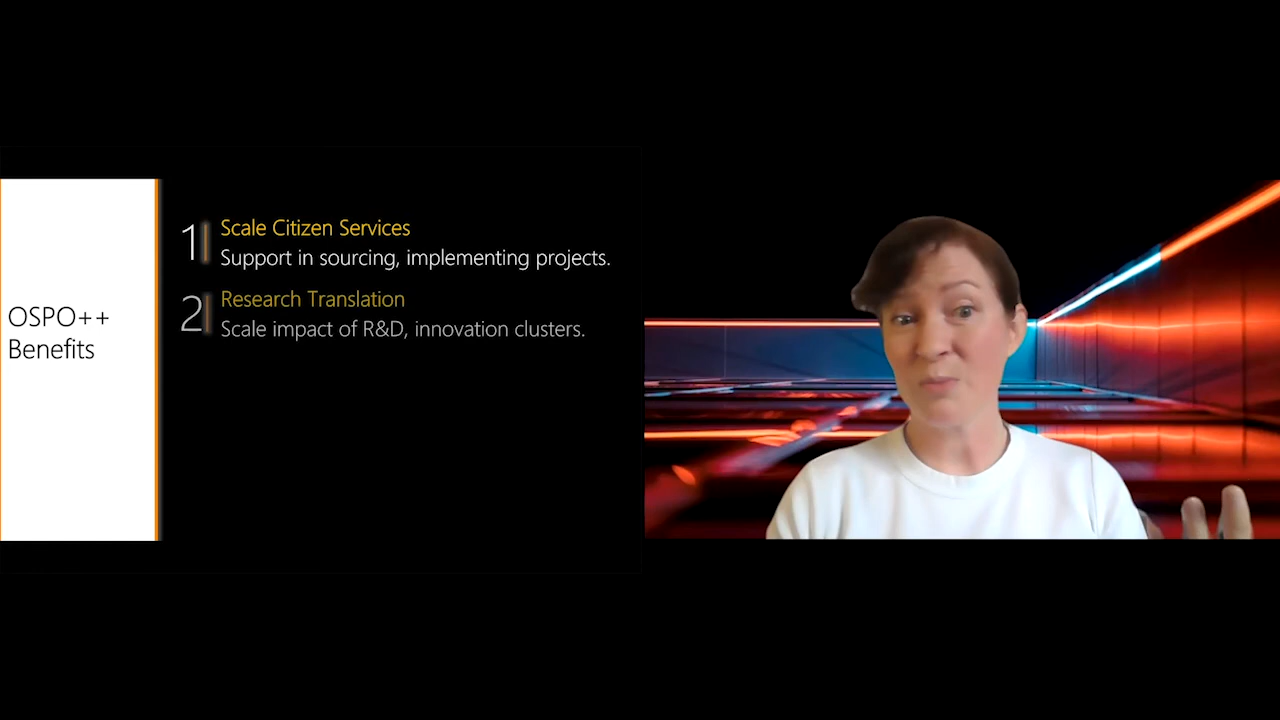 OSPO++
Benefits
1
Scale Citizen Services
Support in sourcing, implementing projects.
2
Research Translation
Scale impact of R&D, innovation clusters.